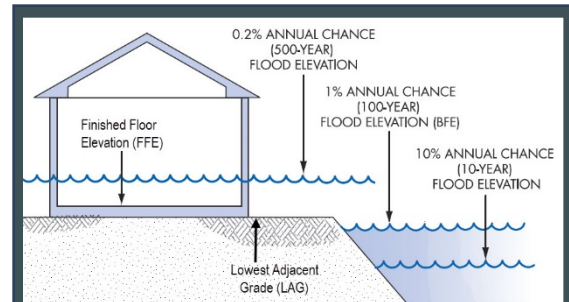 0.2% ANNUAL CHANCE
(500-YEAR)
FLOOD ELEVATION
1% ANNUAL CHANCE
(100-YEAR)
FLOOD ELEVATION (BFE)
10% ANNUAL CHANCE
(10-YEAR)
FLOOD ELEVATION
Finished Floor
Elevation (FFE)
Lowest Adjacent
Grade (LAG)